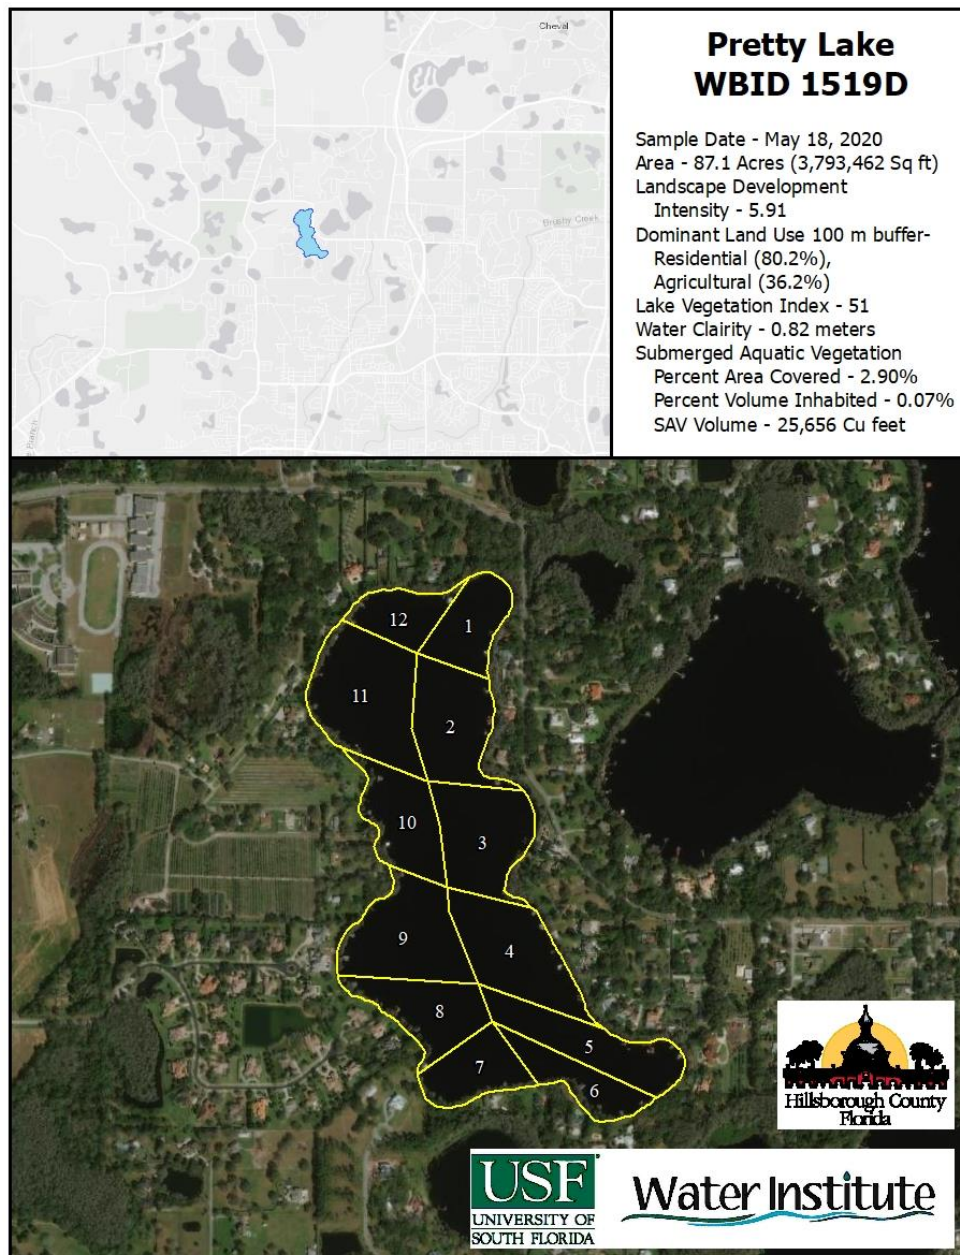 Cheval
Brushy Creek
Pretty Lake
WBID 1519D
Sample Date - May 18, 2020
Area - 87.1 Acres (3,793,462 Sq ft)
Landscape Development
Intensity - 5.91
Dominant Land Use 100 m buffer-
Residential (80.2%),
Agricultural (36.2%)
Lake Vegetation Index - 51
Water Clairity - 0.82 meters
Submerged Aquatic Vegetation
Percent Area Covered - 2.90%
Percent Volume Inhabited - 0.07%
SAV Volume - 25,656 Cu feet
12
1
11
2
10
3
9
4
8
5
7
6
Hillsborough County
Florida
USF
UNIVERSITY OF
SOUTH FLORIDA
Water Institute